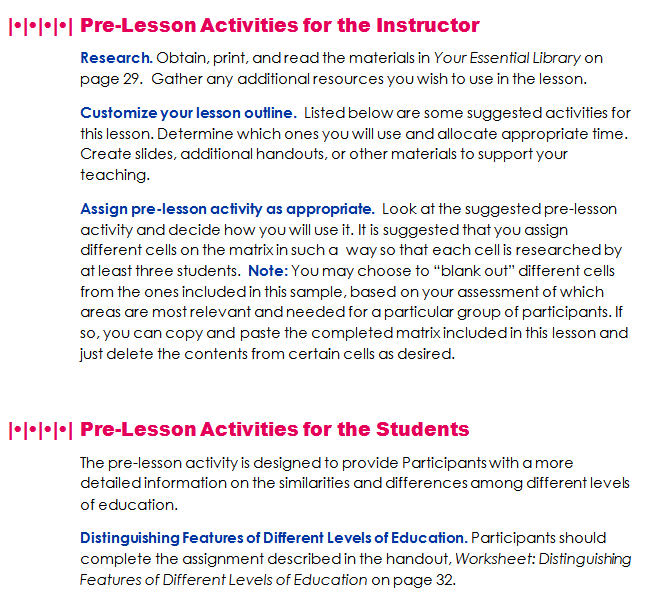 |•|•|•|•| Pre-Lesson Activities for the Instructor
Research. Obtain, print, and read the materials in Your Essential Library on
page 29.  Gather any additional resources you wish to use in the lesson.
Customize your lesson outline.  Listed below are some suggested activities for
this lesson. Determine which ones you will use and allocate appropriate time.
Create slides, additional handouts, or other materials to support your
teaching.
Assign pre-lesson activity as appropriate.  Look at the suggested pre-lesson
activity and decide how you will use it. It is suggested that you assign
different cells on the matrix in such a  way so that each cell is researched by
at least three students.  Note: You may choose to “blank out” different cells
from the ones included in this sample, based on your assessment of which
areas are most relevant and needed for a particular group of participants. If
so, you can copy and paste the completed matrix included in this lesson and
just delete the contents from certain cells as desired.
|•|•|•|•| Pre-Lesson Activities for the Students
The pre-lesson activity is designed to provide Participants with a more
detailed information on the similarities and differences among different levels
of education.
Distinguishing Features of Different Levels of Education. Participants should
complete the assignment described in the handout, Worksheet: Distinguishing
Features of Different Levels of Education on page 32.